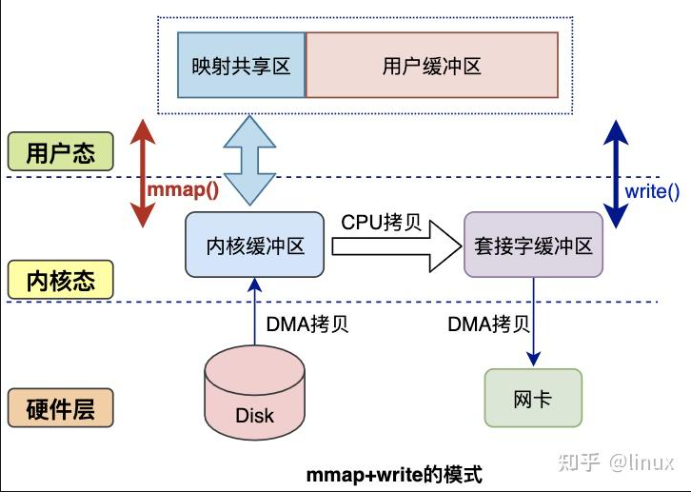 映射共享区
用户缓冲区
用户态
mmap()
write()
内核缓冲区
CPU拷贝
套接字缓冲区
内核态
DMA拷贝
DMA拷贝
硬件层
Disk
网卡
知乎 @linux
mmap+write的模式